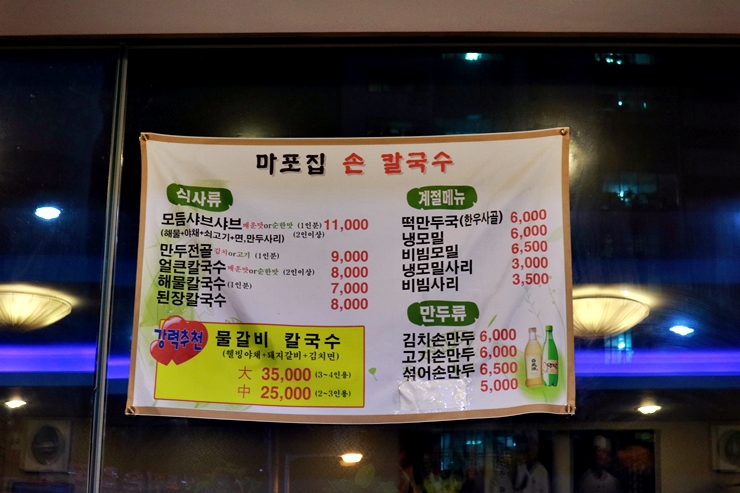 마포집 손 칼국수
식사류
모듬샤브샤브 매운맛or순한맛 (1인분) 11,000
(해물+야채+쇠고기+면,만두사리) (2인이상)
만두전골 김치or고기 (1인분) 9,000
얼큰칼국수 매운맛or순한맛 (2인이상) 8,000
해물칼국수 (1인분) 7,000
된장칼국수 8,000
강력추천
물갈비 칼국수
(웰빙야채+돼지갈비+김치면)
大 35,000 (3~4인용)
中 25,000 (2~3인용)
계절메뉴
떡만두국(한우사골) 6,000
냉모밀 6,000
비빔모밀 6,500
냉모밀사리 3,000
비빔사리 3,500
만두류
김치손만두 6,000
고기손만두 6,000
섞어손만두 6,500
5,000